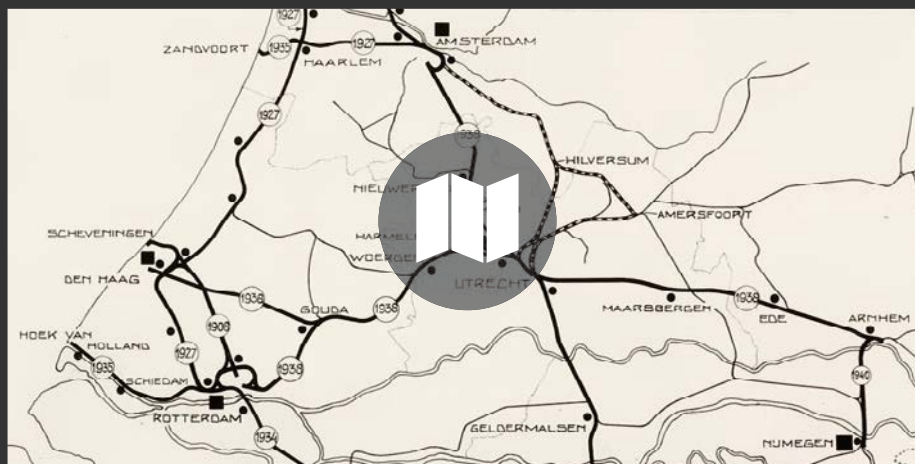 1927
ZANDVOORT
1935
1927
AMSTERDAM
HAARLEM
1927
HILVERSUM
AMERSFOORT
SCHEVENINGEN
DEN HAAG
UTRECHT
1938
GOUDA
1938
MAARSBERGEN
1938
EDE
ARNHEM
1908
HOEK VAN
HOLLAND
1927
1938
1935
SCHIEDAM
1940
ROTTERDAM
GELDERMALSEN
1934
NIJMEGEN